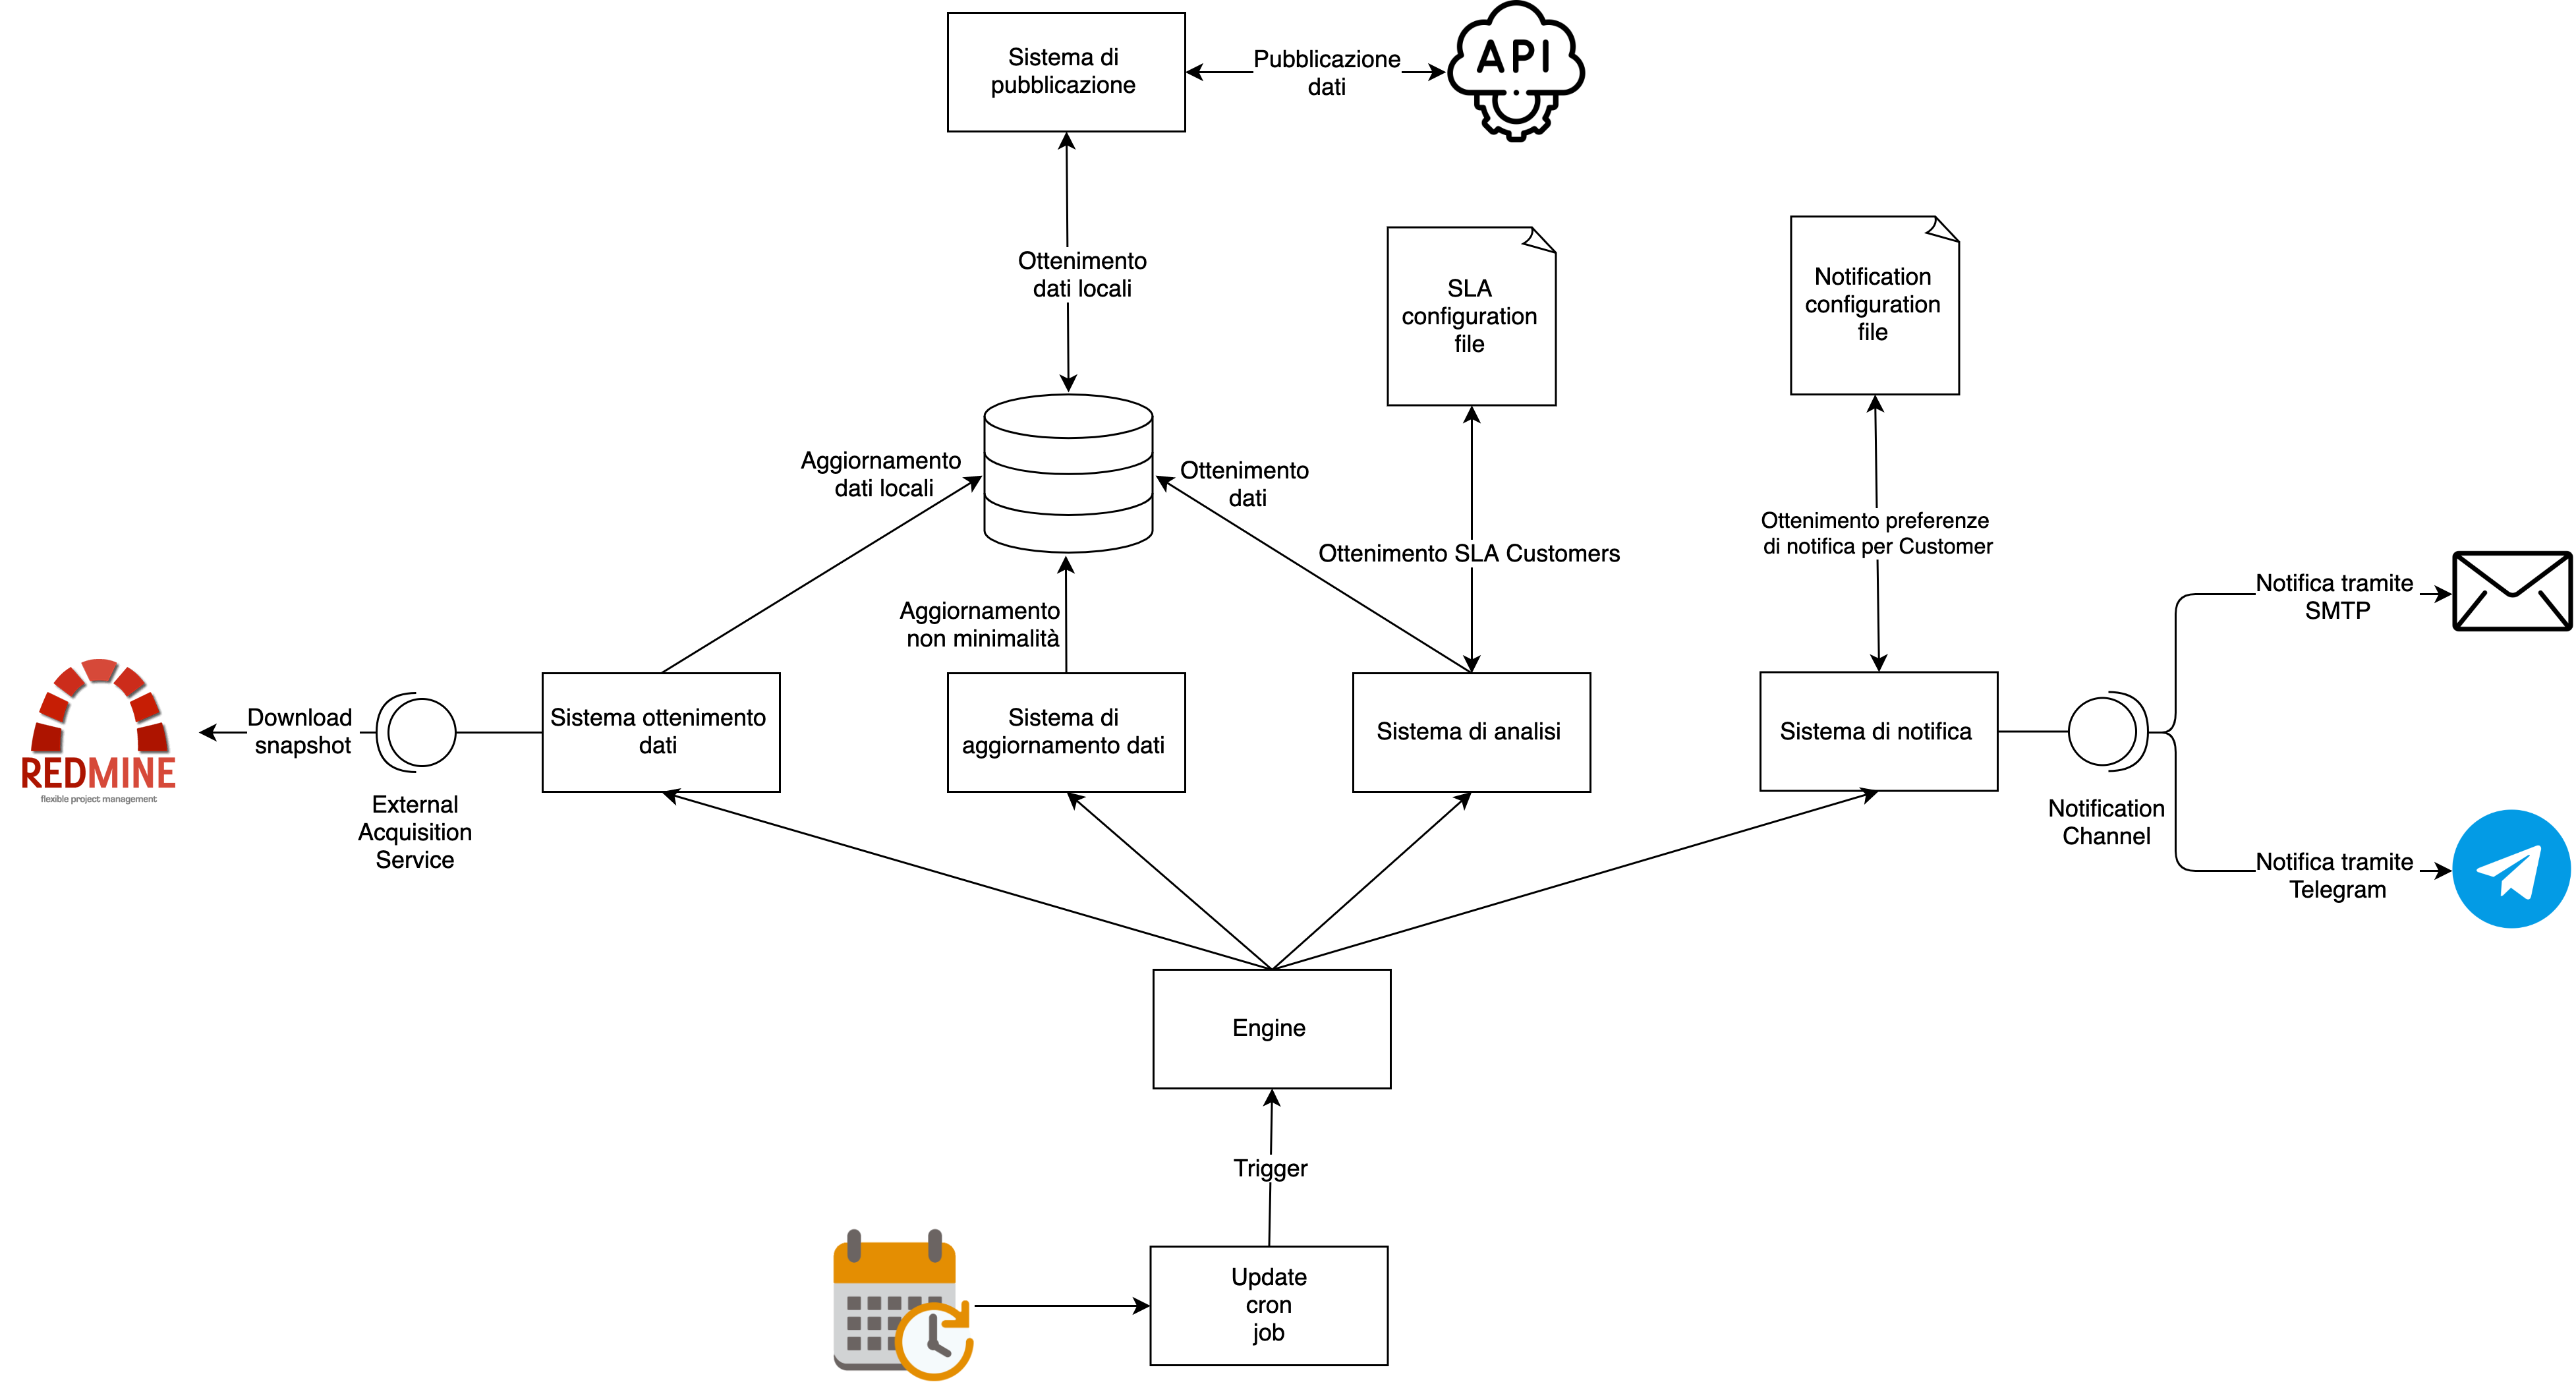 Sistema di
pubblicazione
Pubblicazione
dati
API
Ottenimento
dati locali
SLA
configuration
file
Notification
configuration
file
Aggiornamento
dati locali
Ottenimento
dati
Ottenimento SLA Customers
Ottenimento preferenze
di notifica per Customer
Aggiornamento
non minimalità
Notifica tramite
SMTP
REDMINE
flexible project management
Download
snapshot
External
Acquisition
Service
Sistema ottenimento
dati
Sistema di
aggiornamento dati
Sistema di analisi
Sistema di notifica
Notification
Channel
Notifica tramite
Telegram
Engine
Trigger
Update
cron
job